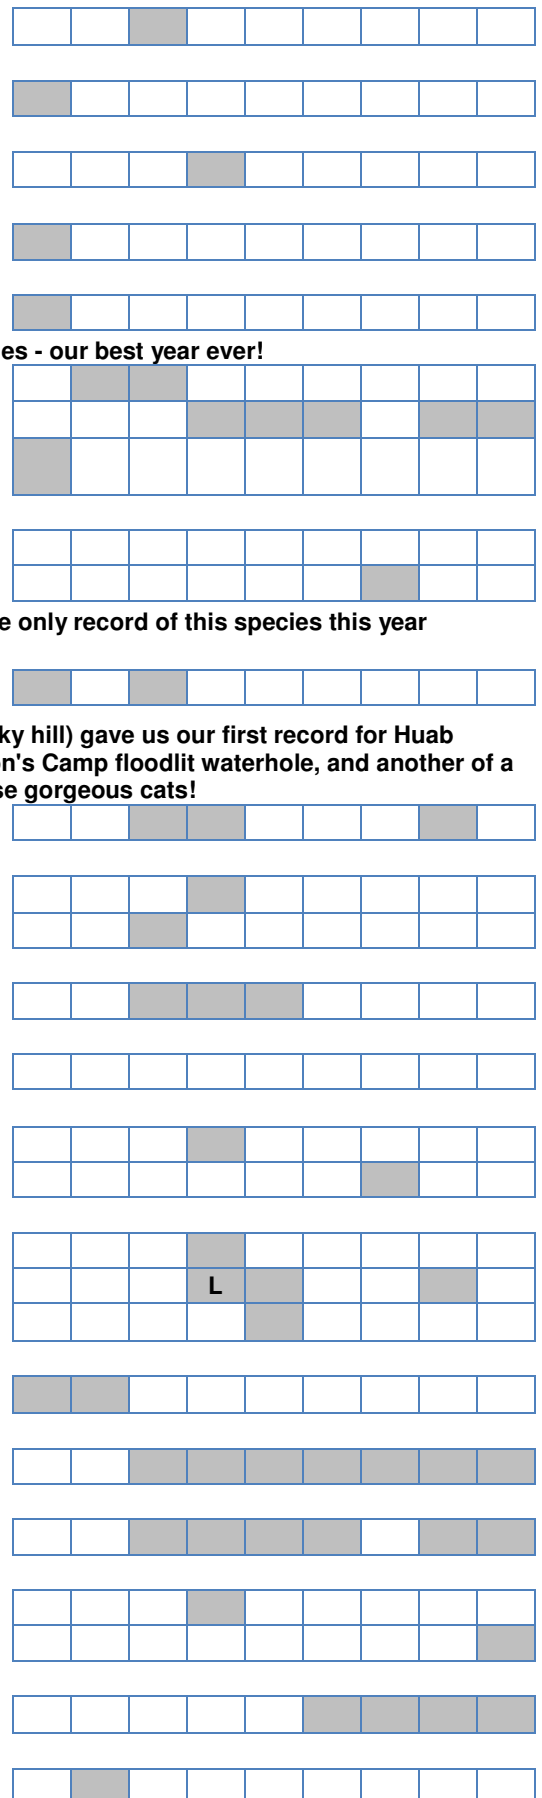 es - our best year ever!
e only record of this species this year
ky hill) gave us our first record for Huab
on's Camp floodlit waterhole, and another of a
se gorgeous cats!
L